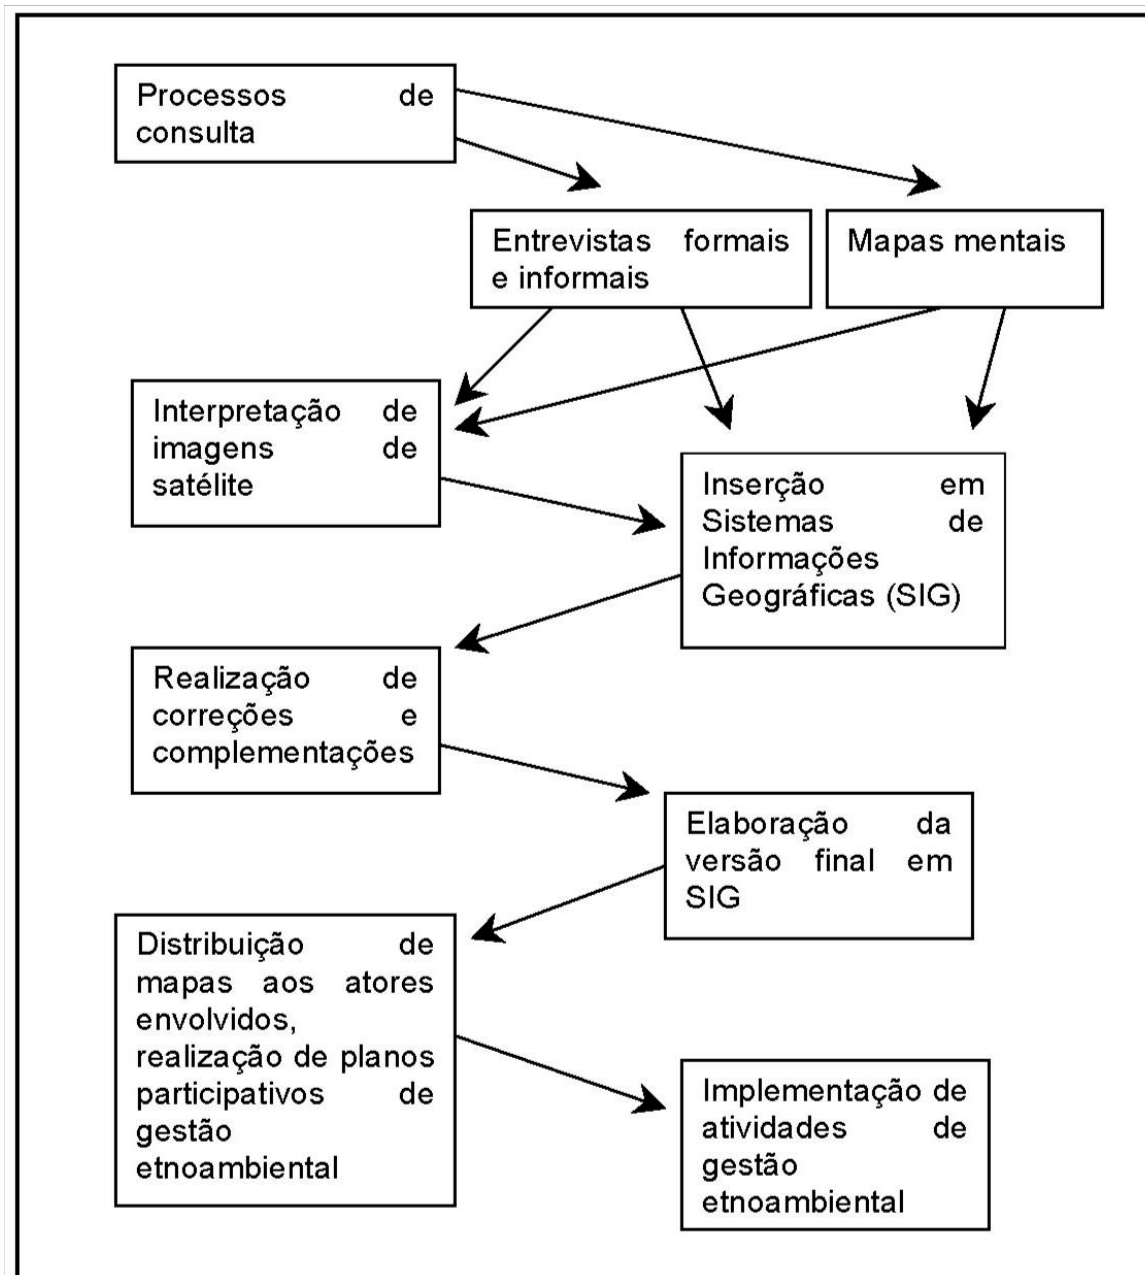 Processos de
consulta
Entrevistas formais
e informais
Mapas mentais
Interpretação de
imagens de
satélite
Inserção em
Sistemas de
Informações
Geográficas (SIG)
Realização de
correções e
complementações
Elaboração da
versão final em
SIG
Distribuição de
mapas aos atores
envolvidos,
realização de planos
participativos de
gestão
etnoambiental
Implementação de
atividades de
gestão
etnoambiental